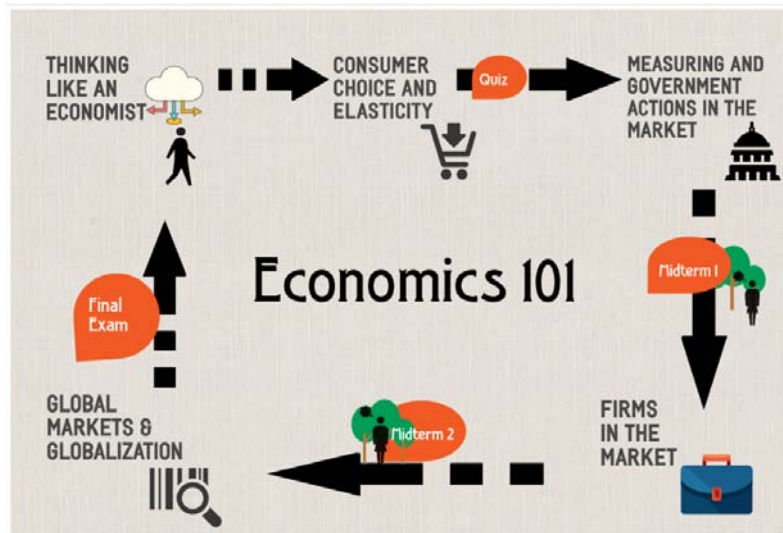 THINKING
LIKE AN
ECONOMIST
CONSUMER
CHOICE AND
ELASTICITY
Quiz
MEASURING AND
GOVERNMENT
ACTIONS IN THE
MARKET
Midterm 1
Economics 101
Final
Exam
GLOBAL
MARKETS &
GLOBALIZATION
Midterm 2
FIRMS
IN THE
MARKET